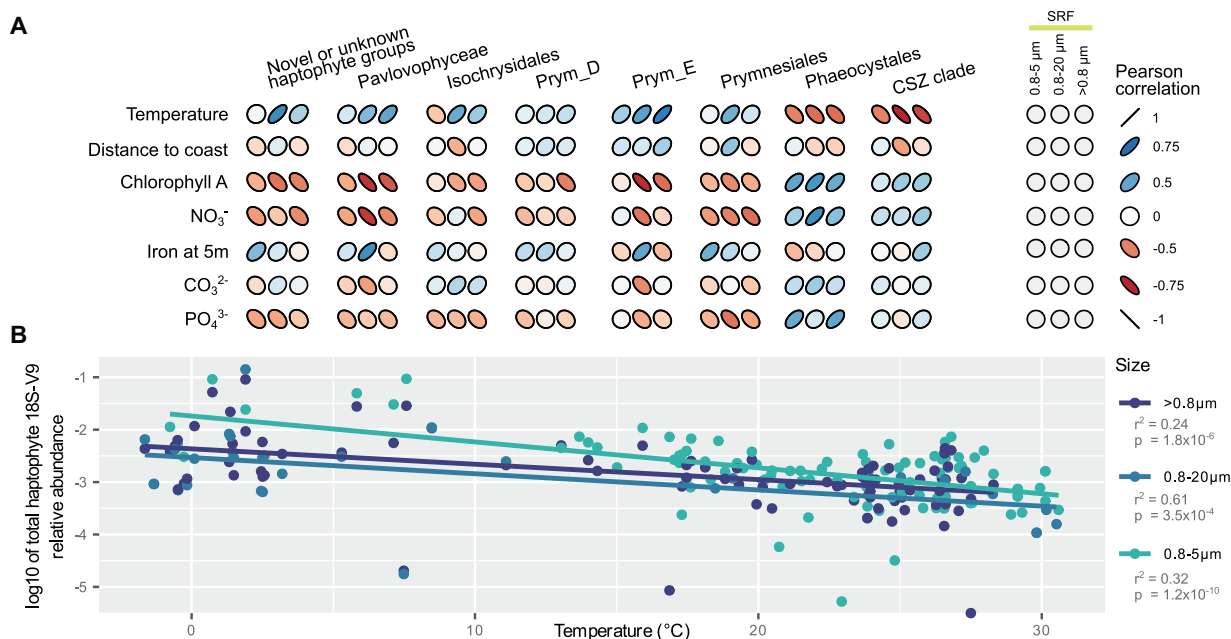 A
Novel or unknown
haptophyte groups
Pavlovophyceae
Isochrysidales
Prym_D
Prym_E
Prymnesiales
Phaeocystales
CSZ clade
SRF
0.8-5 µm
0.8-20 µm
>0.8 µm
Pearson
correlation
1
0.75
0.5
0
-0.5
-0.75
-1
Temperature
Distance to coast
Chlorophyll A
NO₃⁻
Iron at 5m
CO₃²⁻
PO₄³⁻
B
log10 of total haptophyte 18S-V9
relative abundance
-1
-2
-3
-4
-5
0
10
20
30
Temperature (°C)
Size
>0.8µm
r² = 0.24
p = 1.8x10⁻⁶
0.8-20µm
r² = 0.61
p = 3.5x10⁻⁴
0.8-5µm
r² = 0.32
p = 1.2x10⁻¹⁰